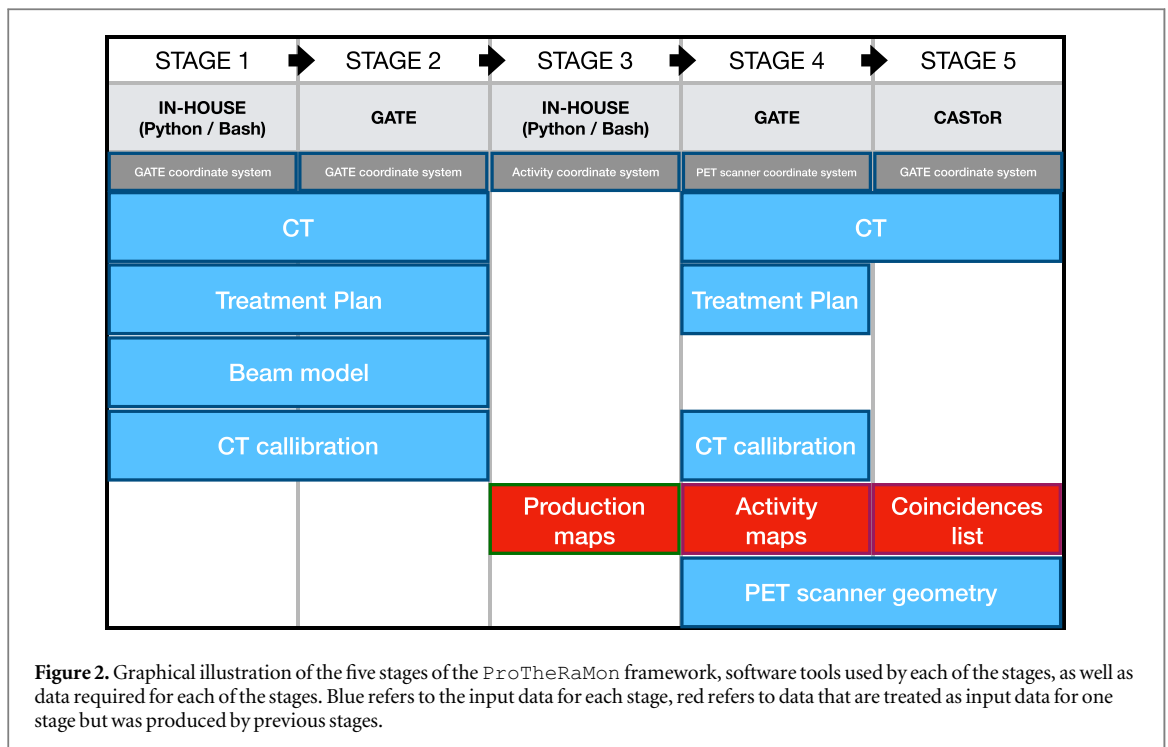 STAGE 1 STAGE 2 STAGE 3 STAGE 4 STAGE 5
IN-HOUSE
(Python / Bash)
GATE
IN-HOUSE
(Python / Bash)
GATE
CASToR
GATE coordinate system
GATE coordinate system
Activity coordinate system
PET scanner coordinate system
GATE coordinate system
CT
CT
Treatment Plan
Treatment Plan
Beam model
CT callibration
CT callibration
Production
maps
Activity
maps
Coincidences
list
PET scanner geometry
Figure 2. Graphical illustration of the five stages of the ProTheRaMon framework, software tools used by each of the stages, as well as
data required for each of the stages. Blue refers to the input data for each stage, red refers to data that are treated as input data for one
stage but was produced by previous stages.